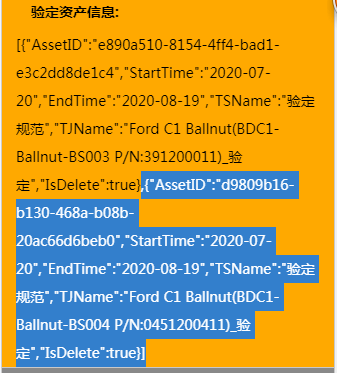 验定资产信息:
[{"AssetID":"e890a510-8154-4ff4-bad1-
e3c2dd8de1c4","StartTime":"2020-07-
20","EndTime":"2020-08-19","TSName":"验定
规范","TJName":"Ford C1 Ballnut(BDC1-
Ballnut-BS003 P/N:391200011)_验
定","IsDelete":true},{"AssetID":"d9809b16-
b130-468a-b08b-
20ac66d6beb0","StartTime":"2020-07-
20","EndTime":"2020-08-19","TSName":"验定
规范","TJName":"Ford C1 Ballnut(BDC1-
Ballnut-BS004 P/N:0451200411)_验
定","IsDelete":true}]